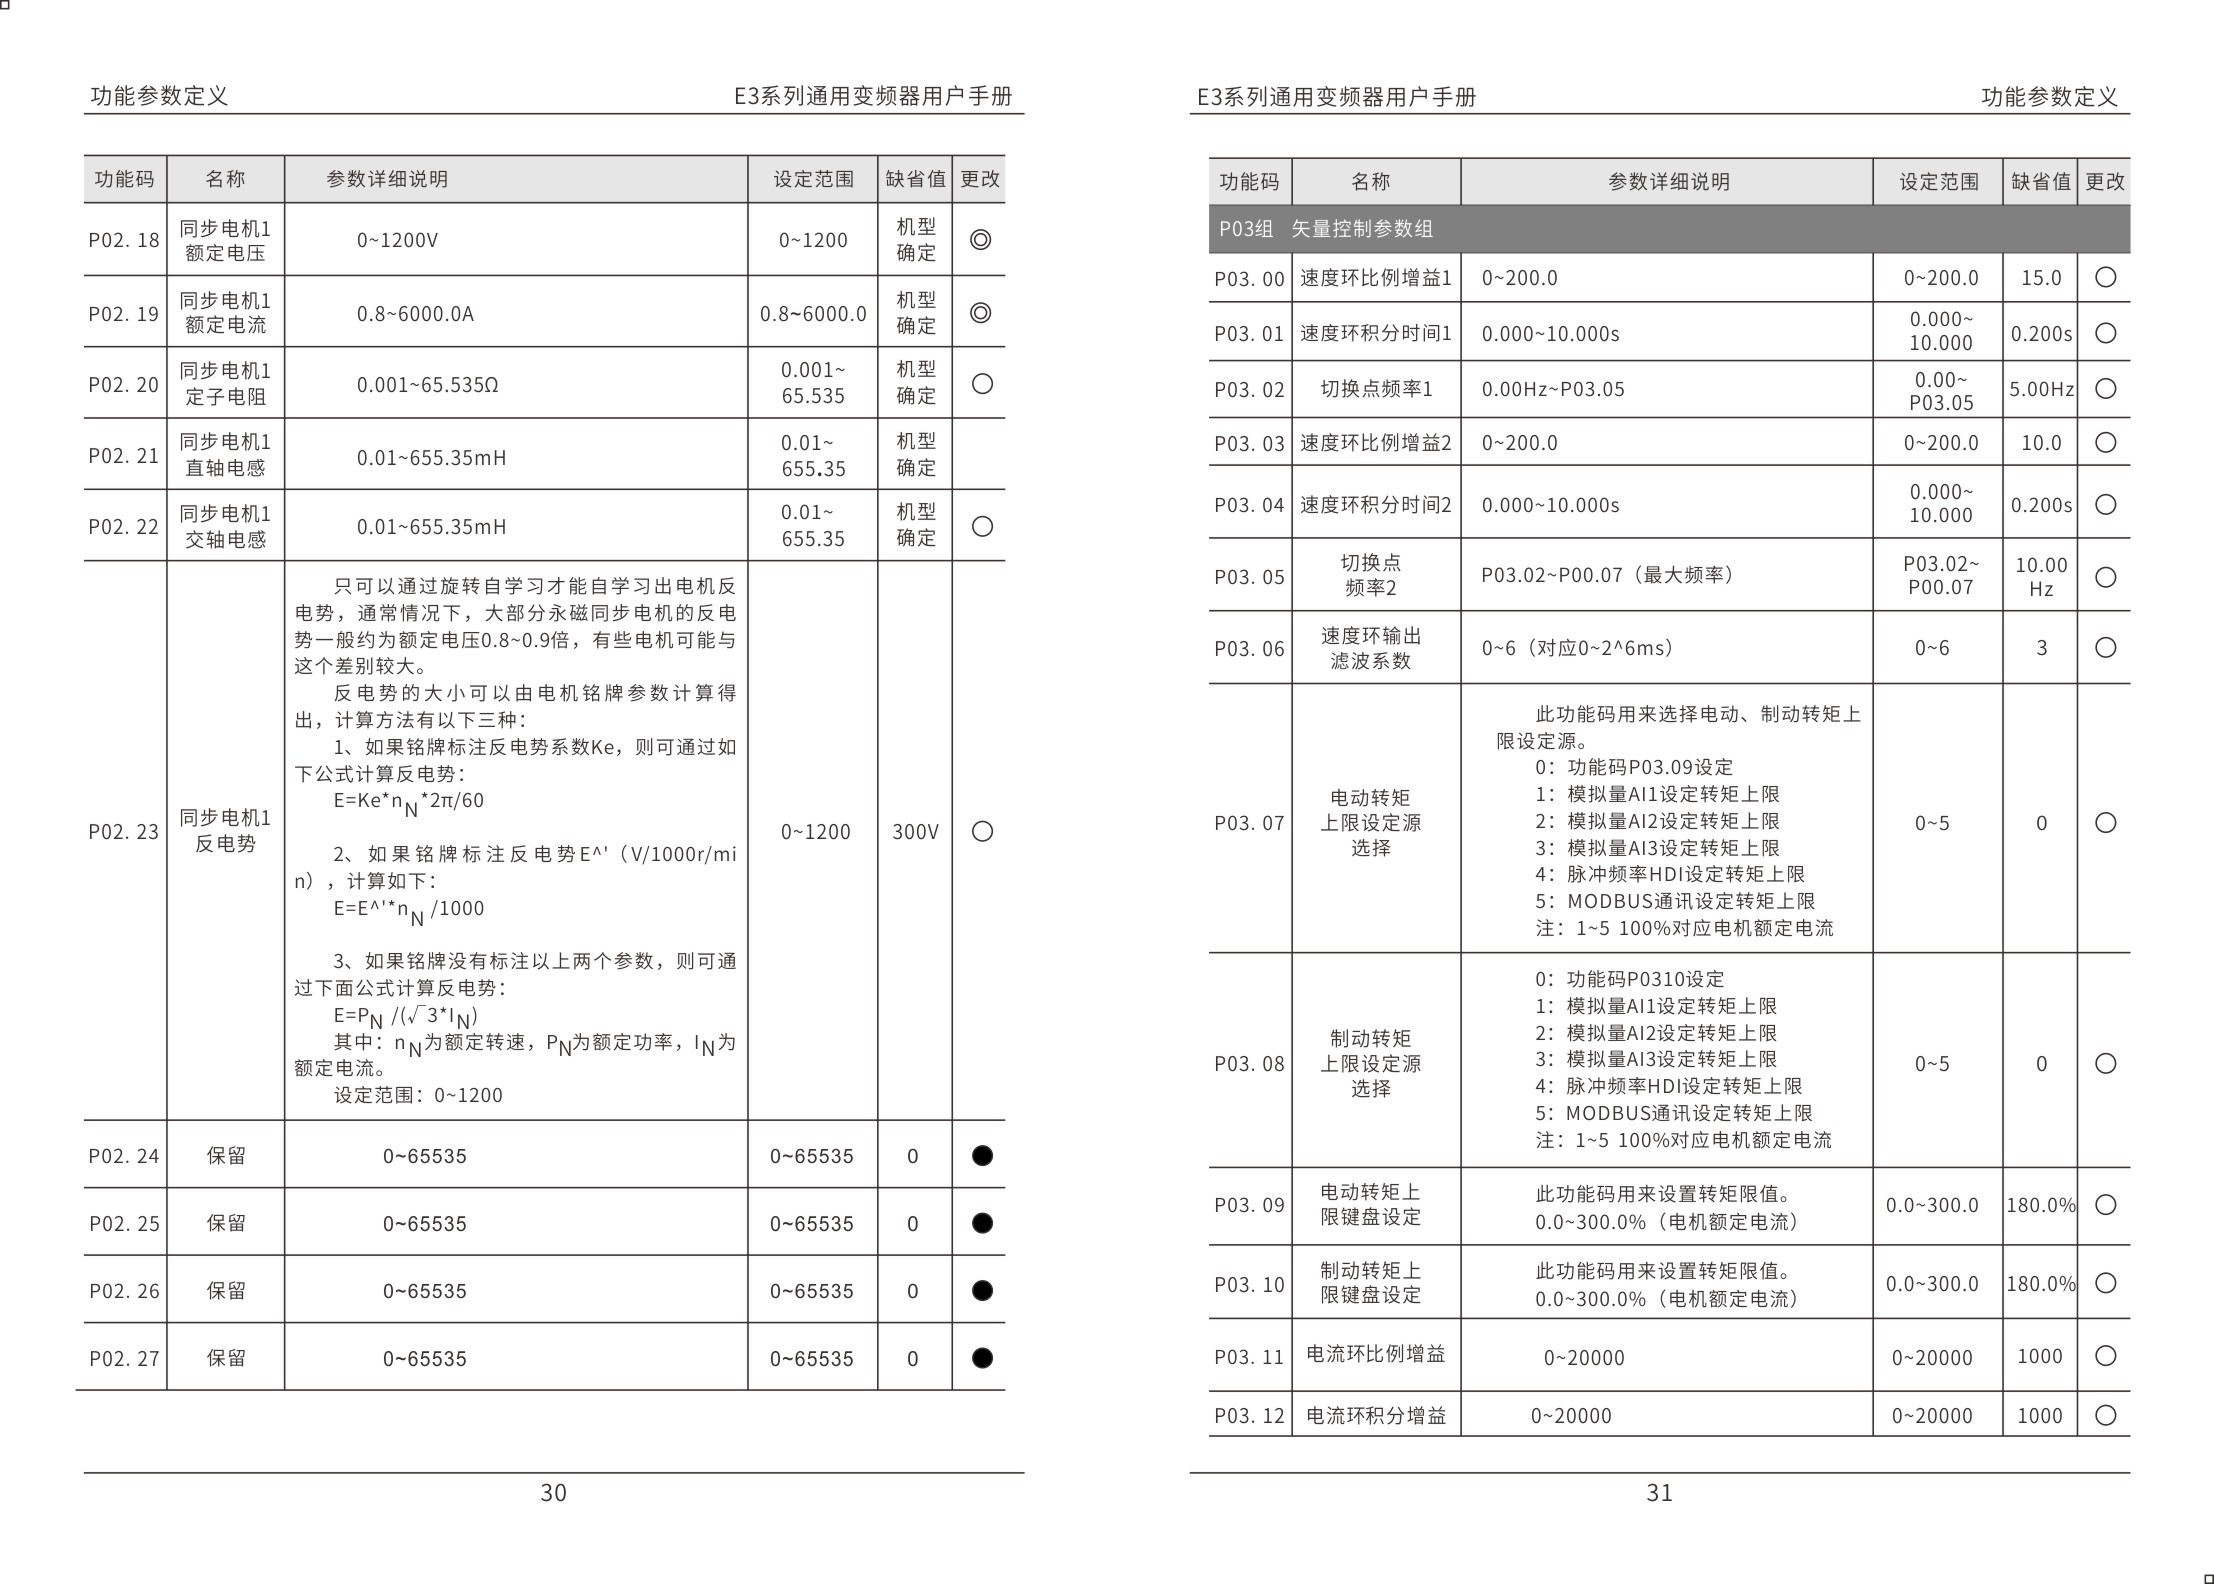 功能参数定义 E3系列通用变频器用户手册
功能码 名称 参数详细说明 设定范围 缺省值 更改
P02. 18 同步电机1 额定电压 0~1200V 0~1200 机型 确定 ◎
P02. 19 同步电机1 额定电流 0.8~6000.0A 0.8~6000.0 机型 确定 ◎
P02. 20 同步电机1 定子电阻 0.001~65.535Ω 0.001~ 65.535 机型 确定 ○
P02. 21 同步电机1 直轴电感 0.01~655.35mH 0.01~ 655.35 机型 确定
P02. 22 同步电机1 交轴电感 0.01~655.35mH 0.01~ 655.35 机型 确定 ○
P02. 23 同步电机1 反电势
只可以通过旋转自学习才能自学习出电机反
电势，通常情况下，大部分永磁同步电机的反电
势一般约为额定电压0.8~0.9倍，有些电机可能与
这个差别较大。
反电势的大小可以由电机铭牌参数计算得
出，计算方法有以下三种：
1、如果铭牌标注反电势系数Ke，则可通过如
下公式计算反电势：
E=Ke*nN*2π/60
2、如果铭牌标注反电势E^'（V/1000r/mi
n），计算如下：
E=E^'*nN /1000
3、如果铭牌没有标注以上两个参数，则可通
过下面公式计算反电势：
E=PN /(√3*IN)
其中：nN为额定转速，PN为额定功率，IN为
额定电流。
设定范围：0~1200
0~1200 300V ○
P02. 24 保留 0~65535 0~65535 0 ●
P02. 25 保留 0~65535 0~65535 0 ●
P02. 26 保留 0~65535 0~65535 0 ●
P02. 27 保留 0~65535 0~65535 0 ●
30
E3系列通用变频器用户手册 功能参数定义
功能码 名称 参数详细说明 设定范围 缺省值 更改
P03组 矢量控制参数组
P03. 00 速度环比例增益1 0~200.0 0~200.0 15.0 ○
P03. 01 速度环积分时间1 0.000~10.000s 0.000~ 10.000 0.200s ○
P03. 02 切换点频率1 0.00Hz~P03.05 0.00~ P03.05 5.00Hz ○
P03. 03 速度环比例增益2 0~200.0 0~200.0 10.0 ○
P03. 04 速度环积分时间2 0.000~10.000s 0.000~ 10.000 0.200s ○
P03. 05 切换点 频率2 P03.02~P00.07（最大频率） P03.02~ P00.07 10.00 Hz ○
P03. 06 速度环输出 滤波系数 0~6（对应0~2^6ms） 0~6 3 ○
P03. 07 电动转矩 上限设定源 选择
此功能码用来选择电动、制动转矩上
限设定源。
0：功能码P03.09设定
1：模拟量AI1设定转矩上限
2：模拟量AI2设定转矩上限
3：模拟量AI3设定转矩上限
4：脉冲频率HDI设定转矩上限
5：MODBUS通讯设定转矩上限
注：1~5 100%对应电机额定电流
0~5 0 ○
P03. 08 制动转矩 上限设定源 选择
0：功能码P0310设定
1：模拟量AI1设定转矩上限
2：模拟量AI2设定转矩上限
3：模拟量AI3设定转矩上限
4：脉冲频率HDI设定转矩上限
5：MODBUS通讯设定转矩上限
注：1~5 100%对应电机额定电流
0~5 0 ○
P03. 09 电动转矩上 限键盘设定 此功能码用来设置转矩限值。
0.0~300.0%（电机额定电流） 0.0~300.0 180.0% ○
P03. 10 制动转矩上 限键盘设定 此功能码用来设置转矩限值。
0.0~300.0%（电机额定电流） 0.0~300.0 180.0% ○
P03. 11 电流环比例增益 0~20000 0~20000 1000 ○
P03. 12 电流环积分增益 0~20000 0~20000 1000 ○
31